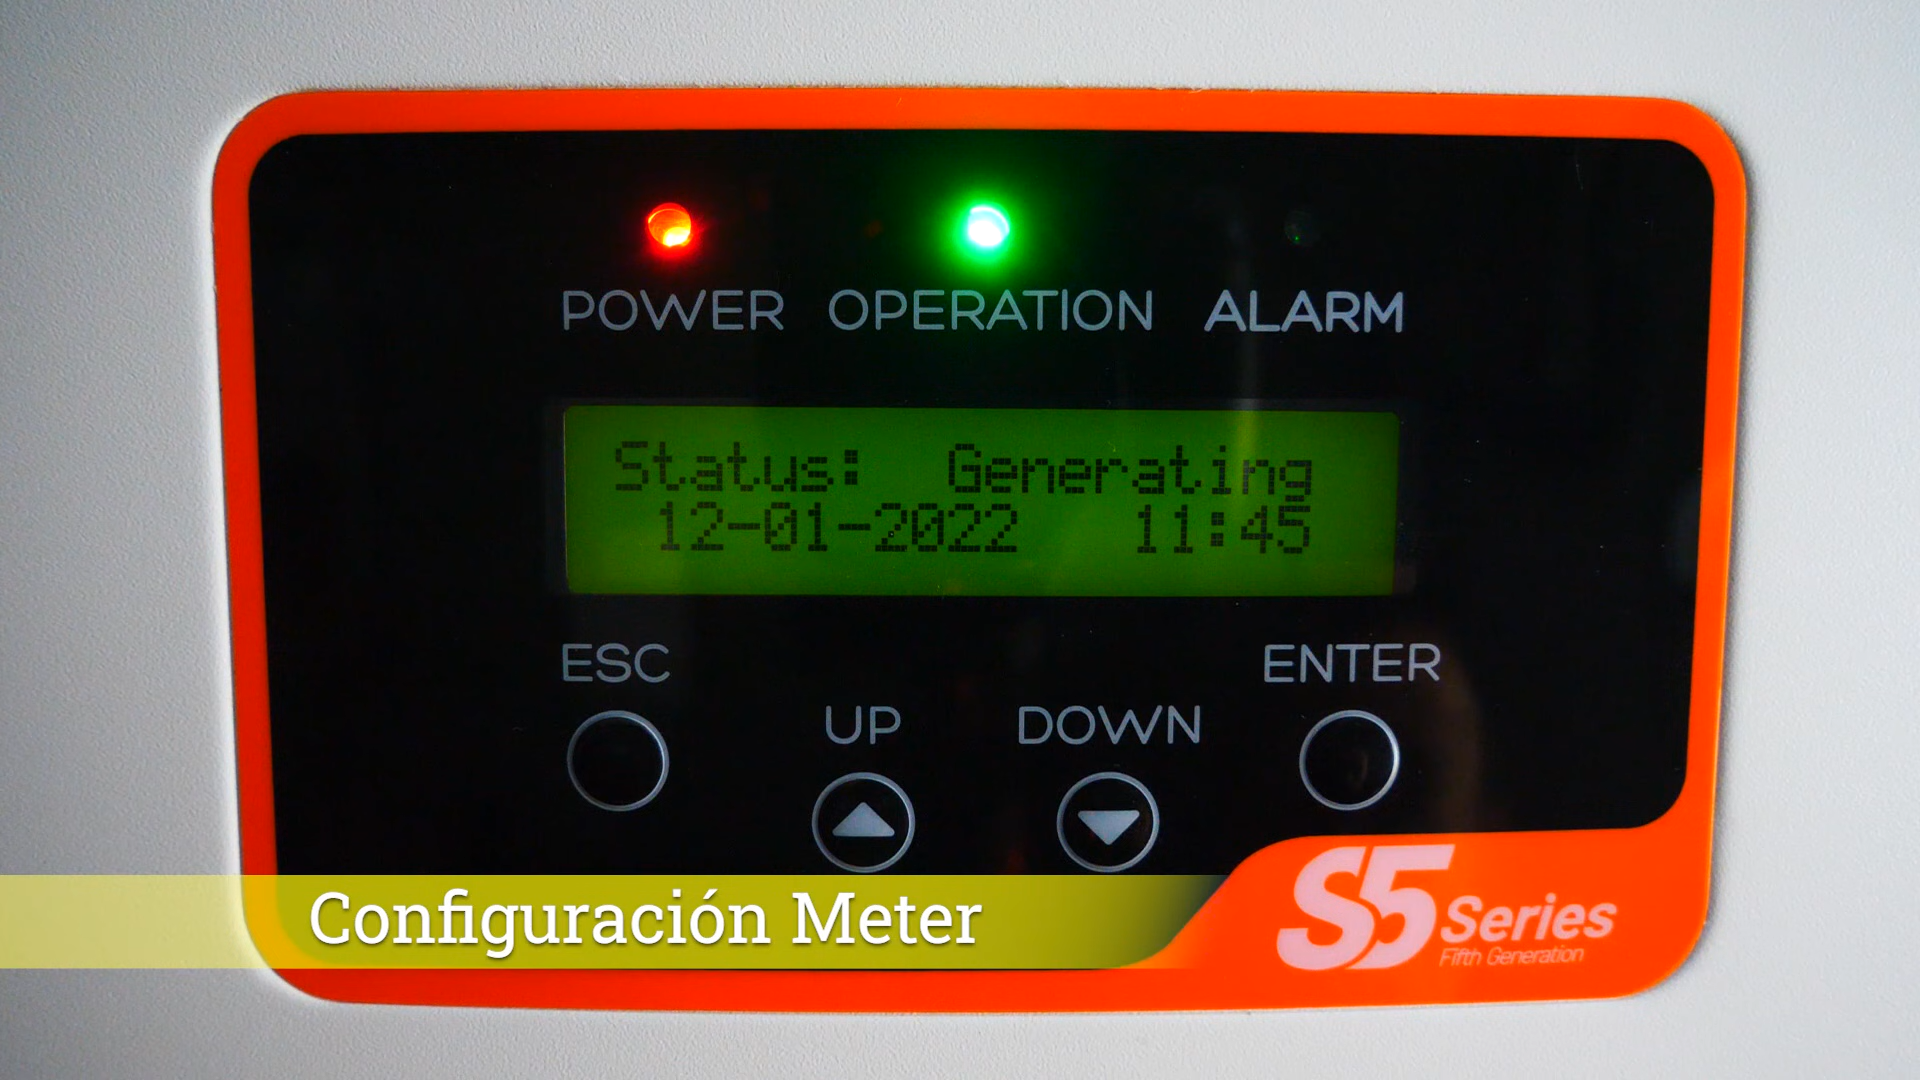 POWER OPERATION ALARM
Status: Generating
12-01-2022 11:45
ESC
ENTER
UP
DOWN
Configuración Meter
S5 Series
Fifth Generation